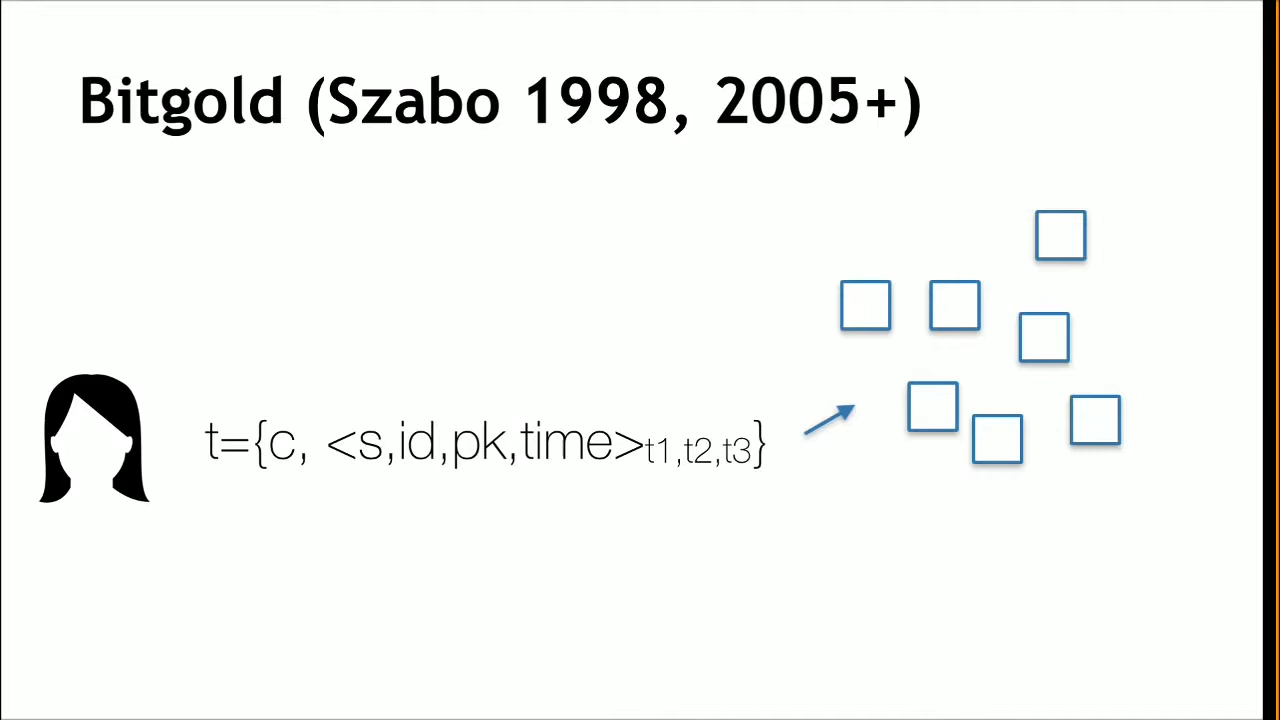 Bitgold (Szabo 1998, 2005+)
t={c, <s,id,pk,time>t1,t2,t3}